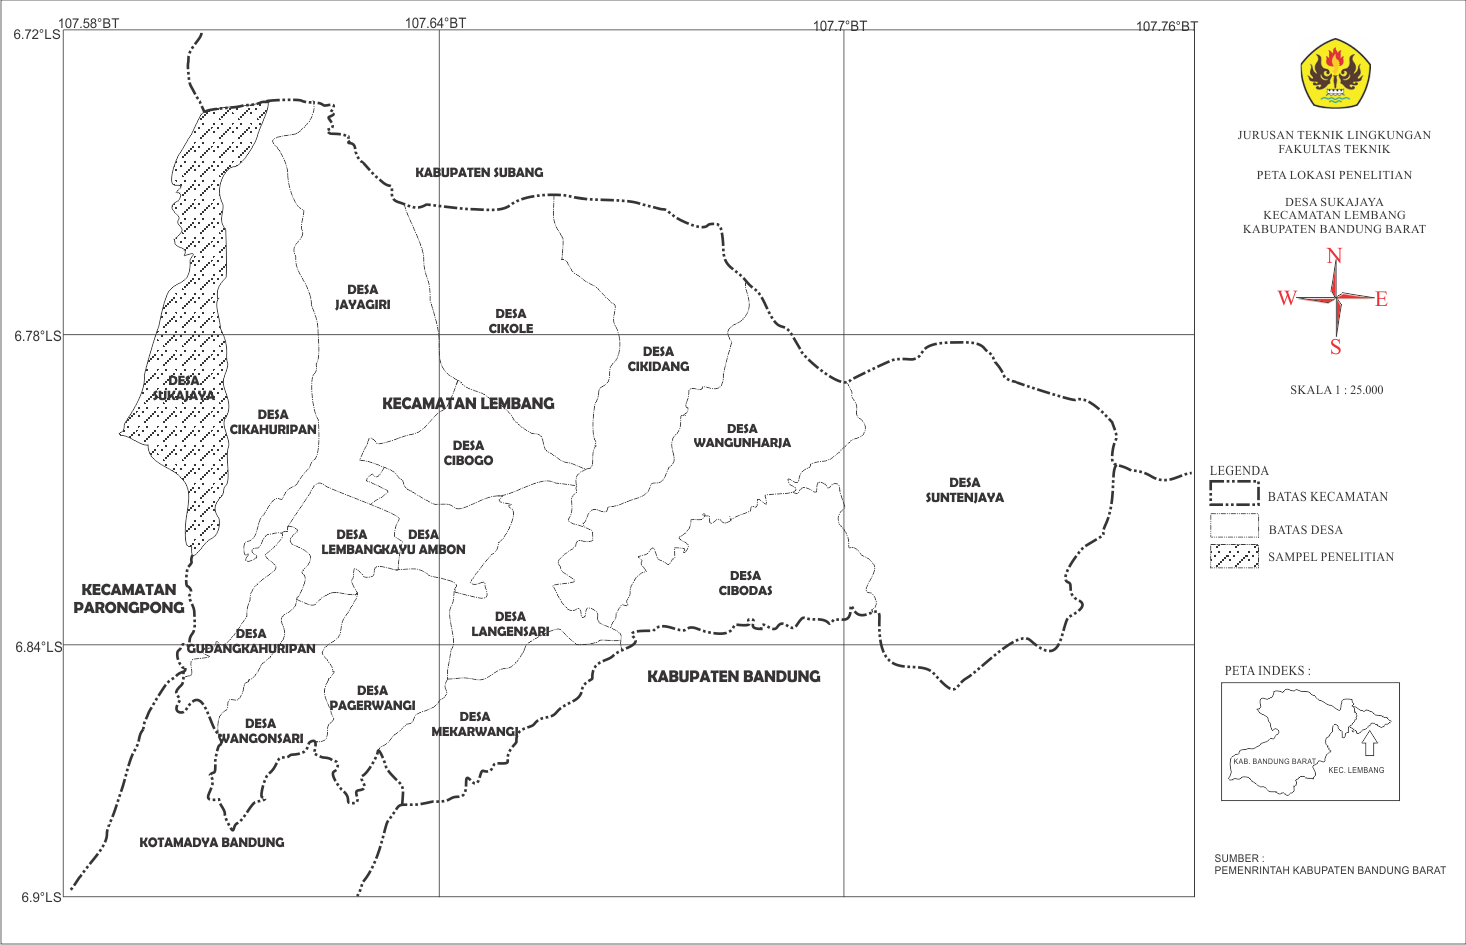 107.58°BT
107.64°BT
107.7°BT
107.76°BT
6.72°LS
6.78°LS
6.84°LS
6.9°LS
KABUPATEN SUBANG
DESA
JAYAGIRI
DESA
CIKOLE
DESA
CIKIDANG
DESA
SUKAJAYA
DESA
CIKAHURIPAN
KECAMATAN LEMBANG
DESA
CIBOGO
DESA
WANGUNHARJA
DESA
SUNTENJAYA
DESA
LEMBANG
DESA
KAYU AMBON
DESA
CIBODAS
KECAMATAN
PARONGPONG
DESA
LANGENSARI
DESA
GUDANGKAHURIPAN
KABUPATEN BANDUNG
DESA
PAGERWANGI
DESA
MEKARWANGI
DESA
WANGONSARI
KOTAMADYA BANDUNG
JURUSAN TEKNIK LINGKUNGAN
FAKULTAS TEKNIK
PETA LOKASI PENELITIAN
DESA SUKAJAYA
KECAMATAN LEMBANG
KABUPATEN BANDUNG BARAT
N
W
E
S
SKALA 1 : 25.000
LEGENDA
BATAS KECAMATAN
BATAS DESA
SAMPEL PENELITIAN
PETA INDEKS :
KAB. BANDUNG BARAT
KEC. LEMBANG
SUMBER :
PEMENRINTAH KABUPATEN BANDUNG BARAT